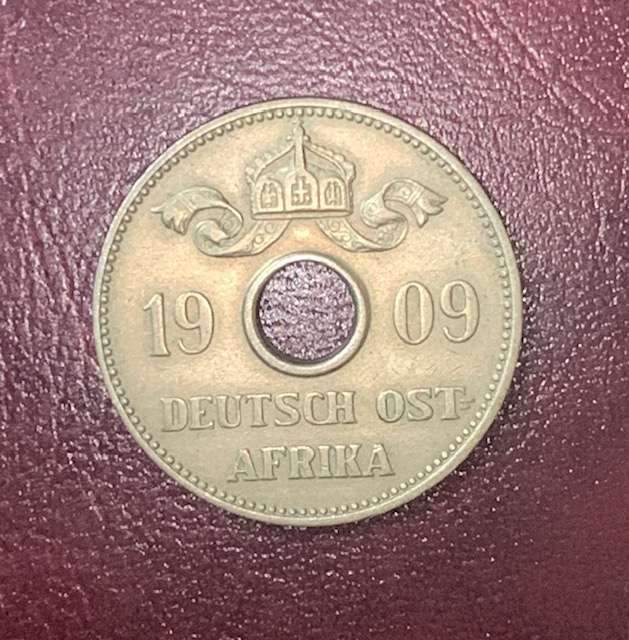 19 09
DEUTSCH OST-
AFRIKA